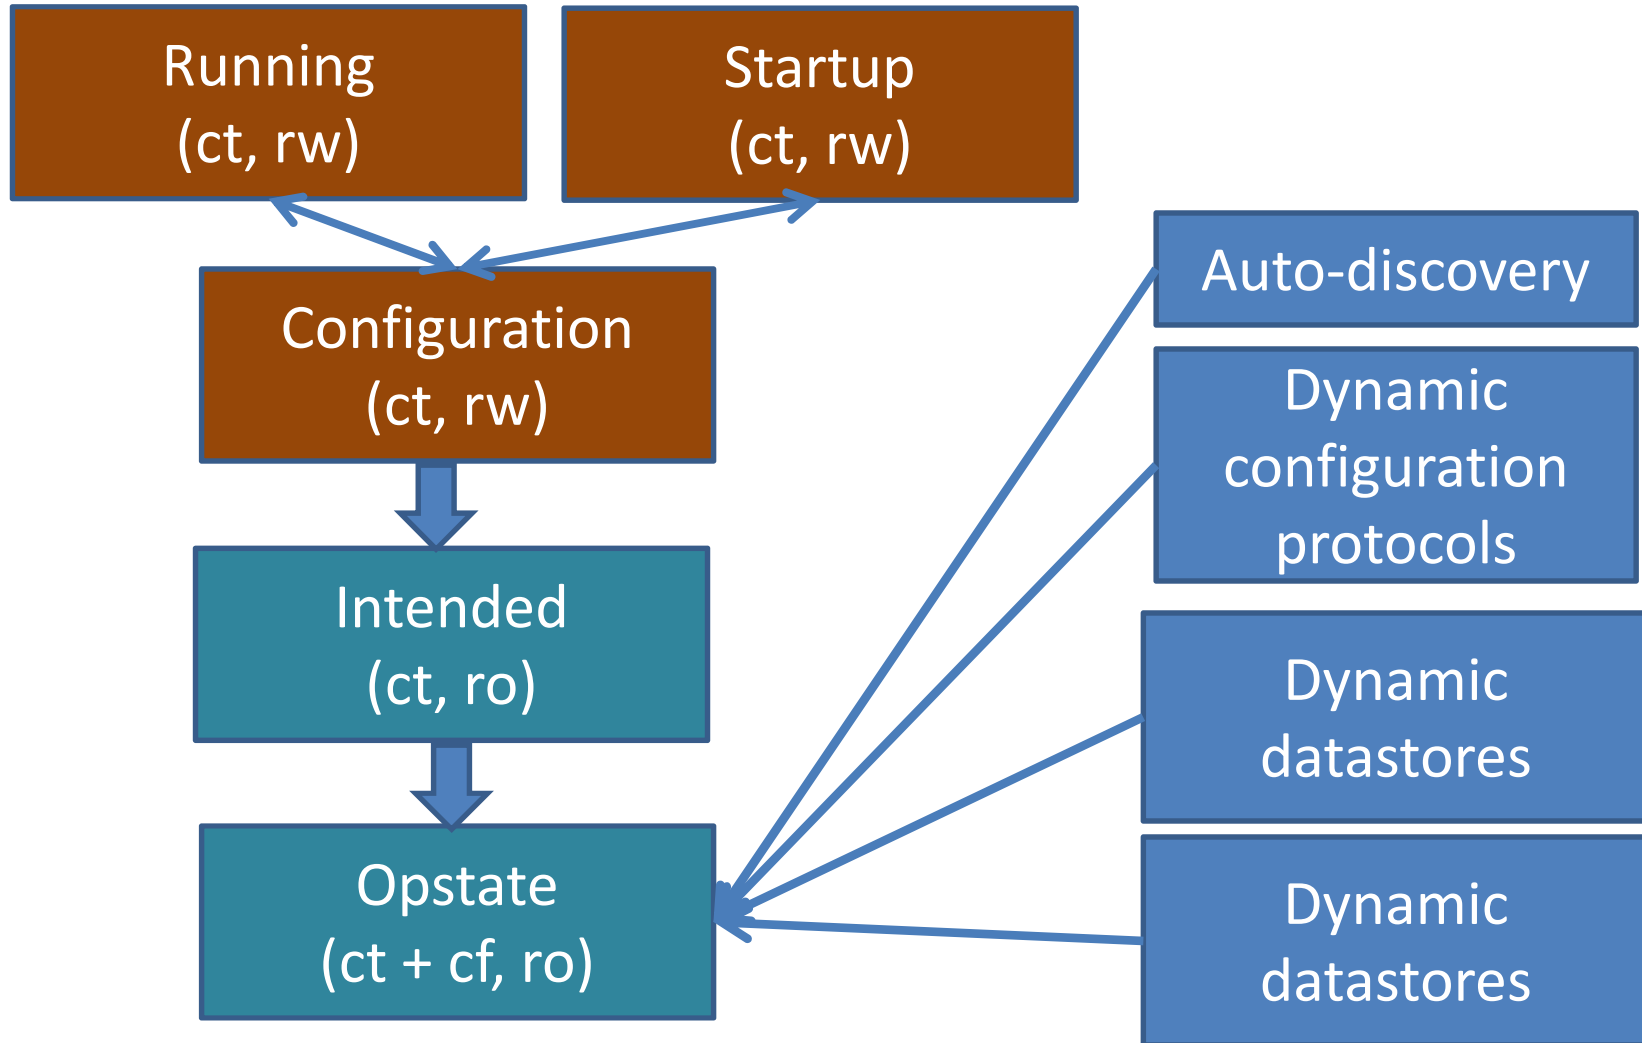 Running
(ct, rw)
Startup
(ct, rw)
Configuration
(ct, rw)
Intended
(ct, ro)
Opstate
(ct + cf, ro)
Auto-discovery
Dynamic
configuration
protocols
Dynamic
datastores
Dynamic
datastores